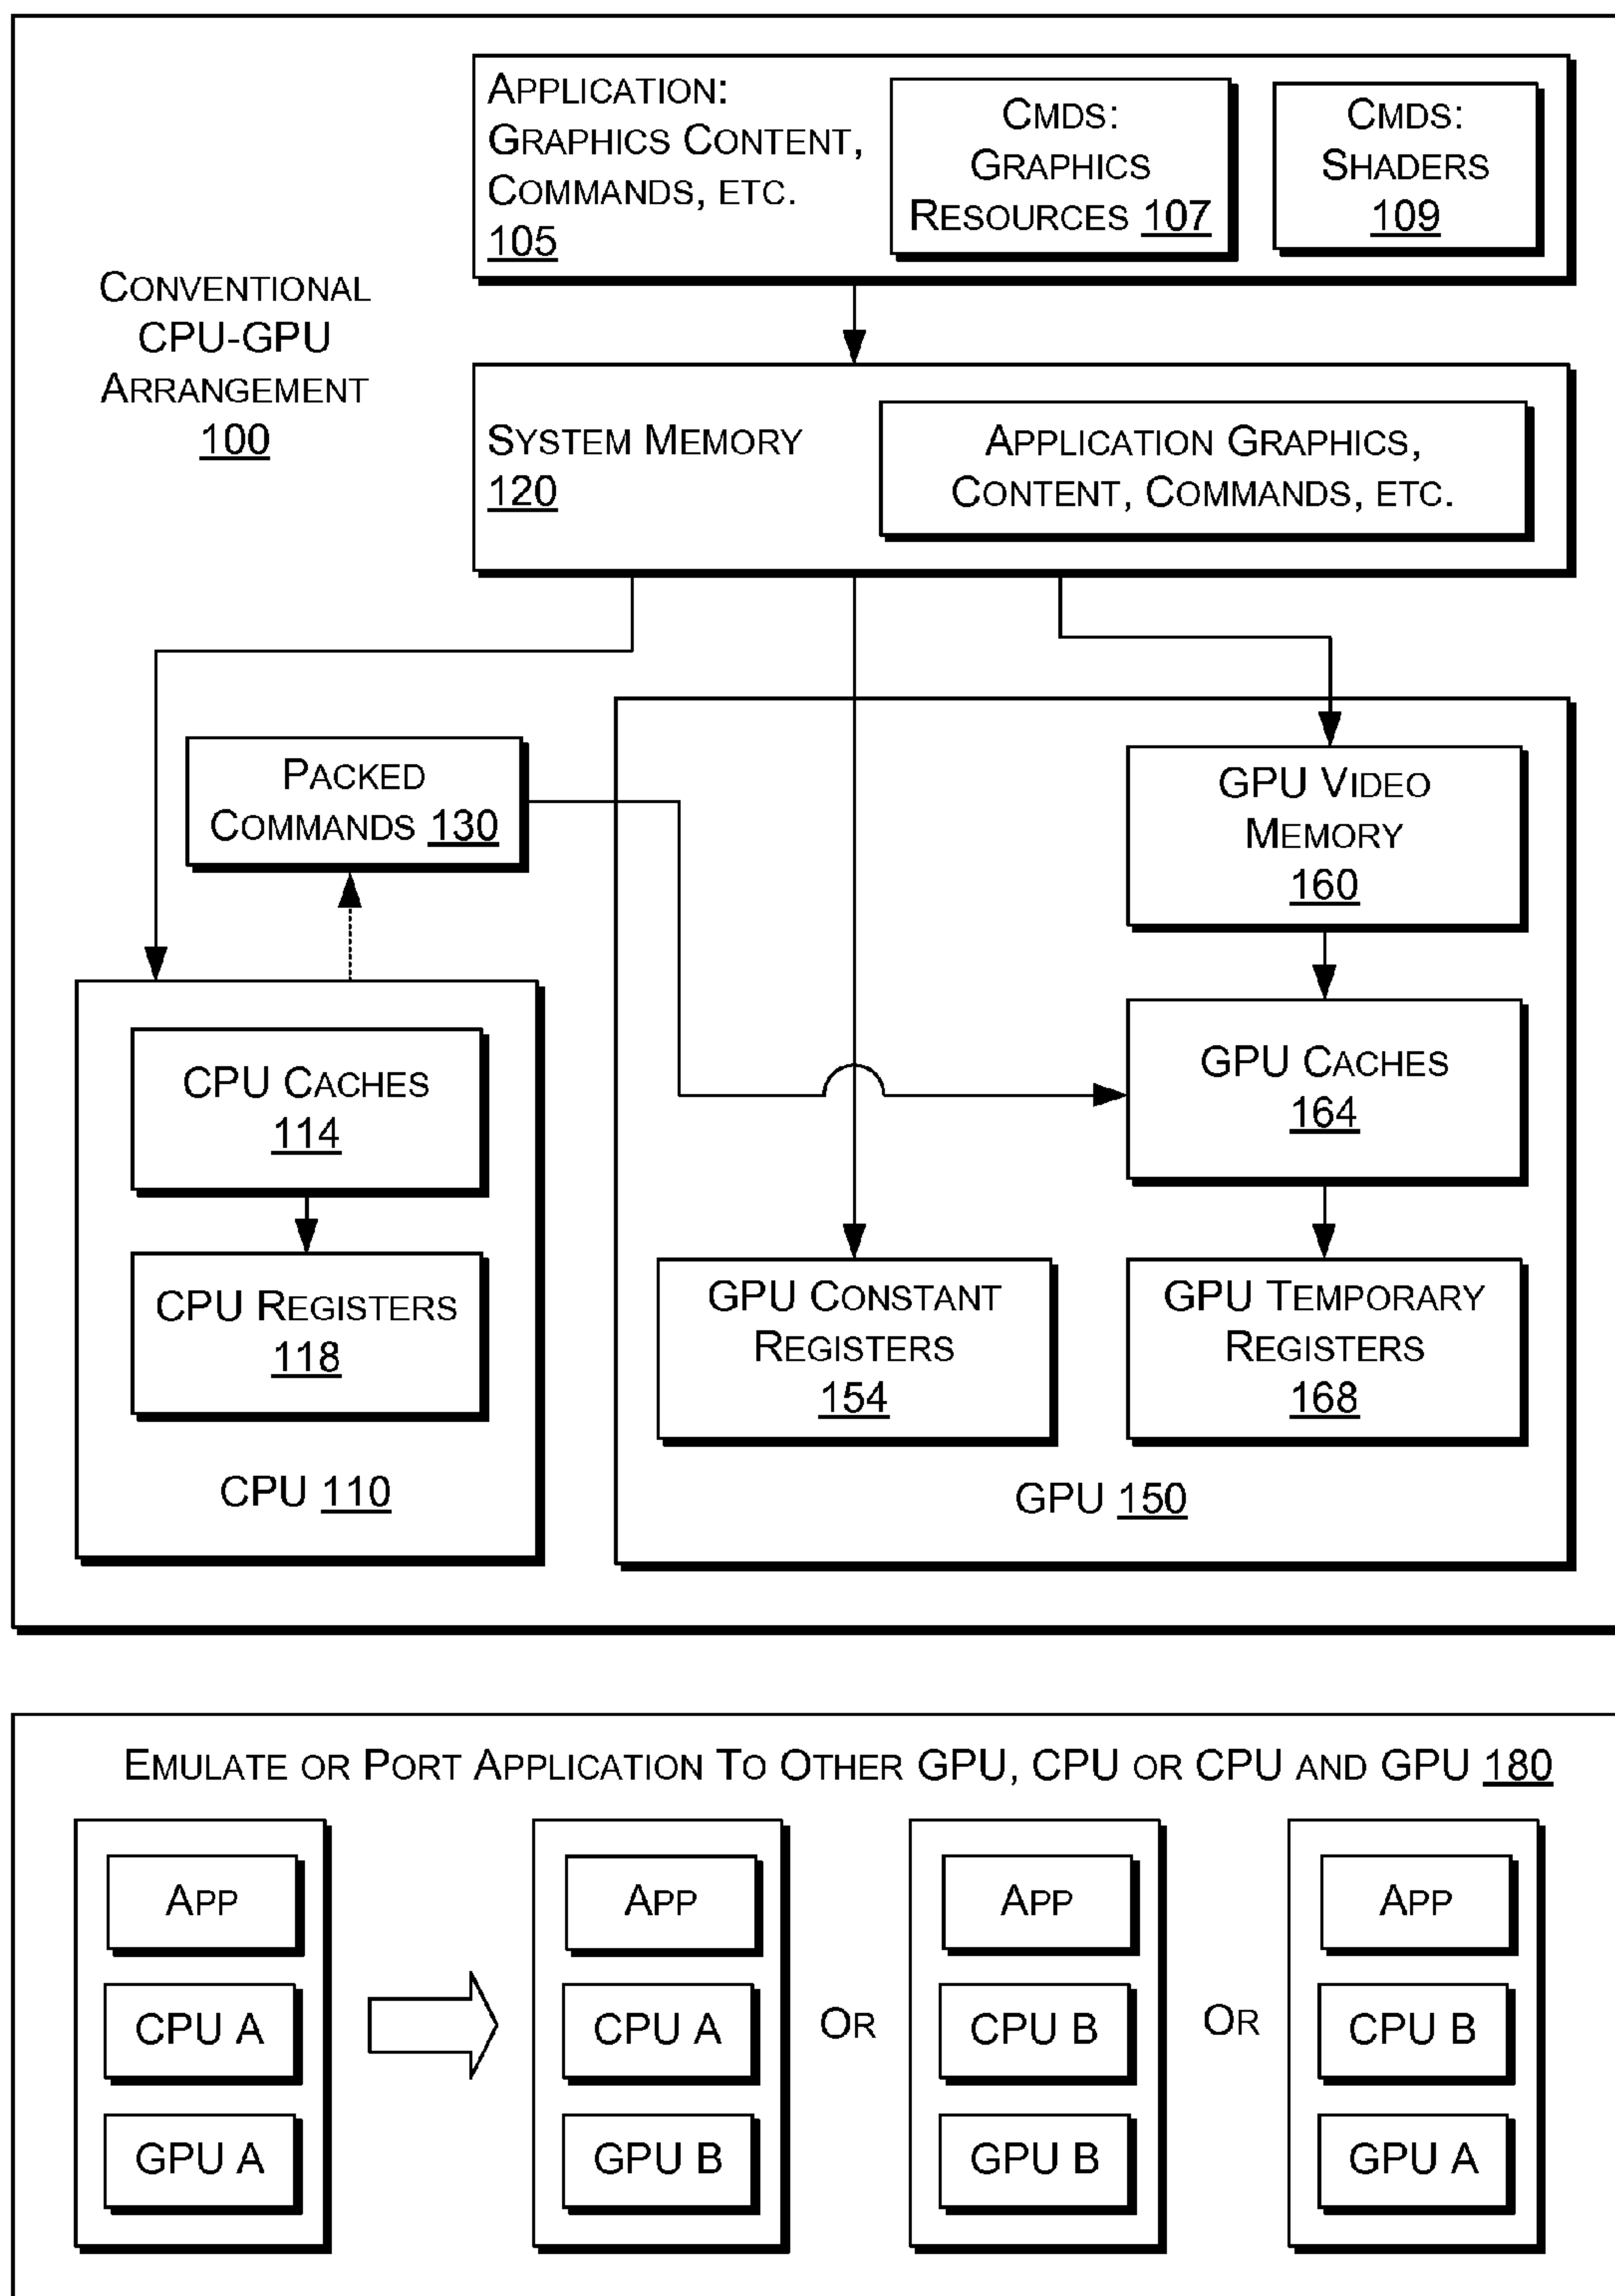 APPLICATION:
GRAPHICS CONTENT,
COMMANDS, ETC.
105
CMDS:
GRAPHICS
RESOURCES 107
CMDS:
SHADERS
109
CONVENTIONAL
CPU-GPU
ARRANGEMENT
100
SYSTEM MEMORY
120
APPLICATION GRAPHICS,
CONTENT, COMMANDS, ETC.
PACKED
COMMANDS 130
GPU VIDEO
MEMORY
160
CPU CACHES
114
GPU CACHES
164
CPU REGISTERS
118
GPU CONSTANT
REGISTERS
154
GPU TEMPORARY
REGISTERS
168
CPU 110
GPU 150
EMULATE OR PORT APPLICATION TO OTHER GPU, CPU OR CPU AND GPU 180
APP
CPU A
GPU A
APP
CPU A
GPU B
OR
APP
CPU B
GPU B
OR
APP
CPU B
GPU A